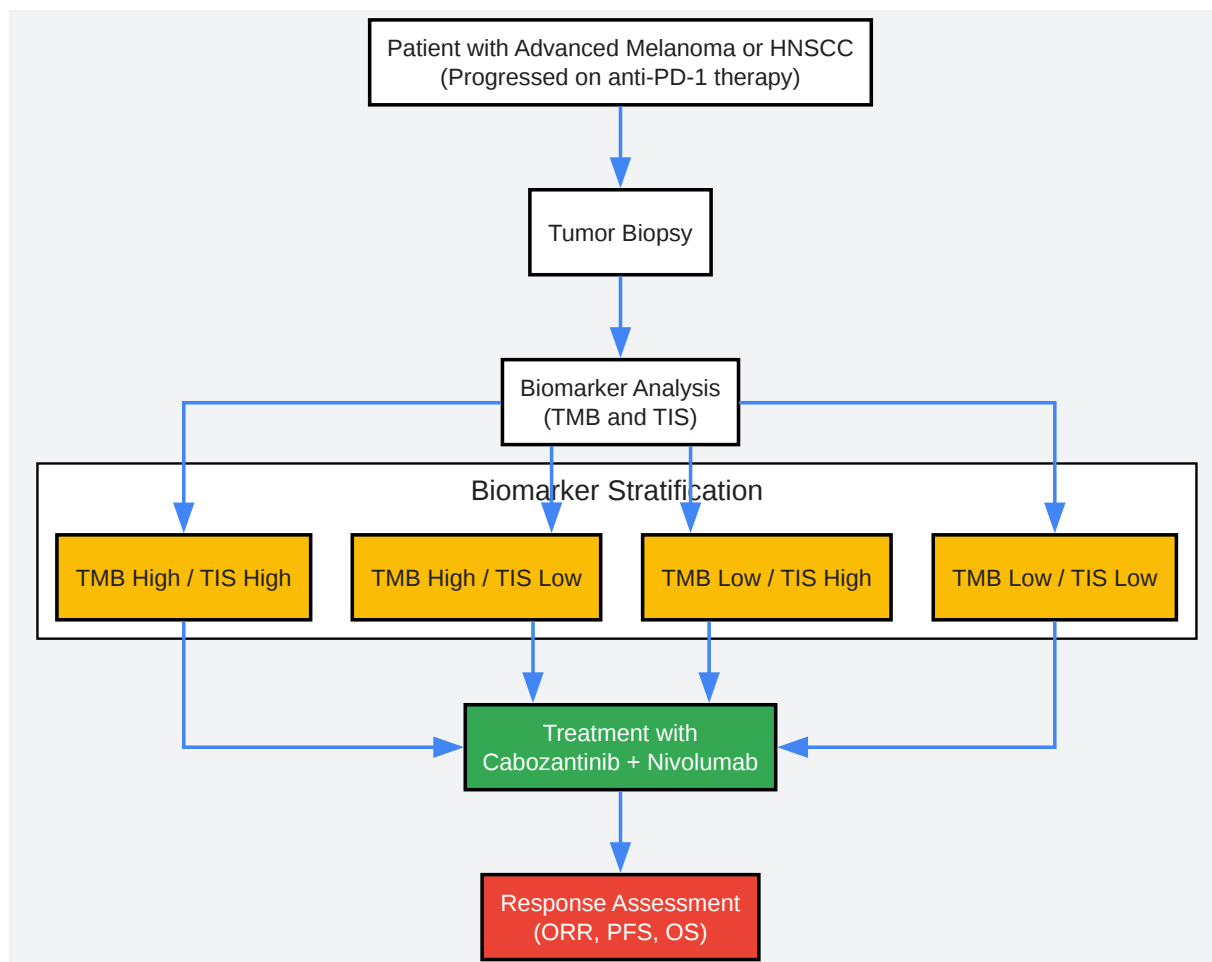 Patient with Advanced Melanoma or HNSCC
(Progressed on anti-PD-1 therapy)
Tumor Biopsy
Biomarker Analysis
(TMB and TIS)
Biomarker Stratification
TMB High / TIS High
TMB High / TIS Low
TMB Low / TIS High
TMB Low / TIS Low
Treatment with
Cabozantinib + Nivolumab
Response Assessment
(ORR, PFS, OS)